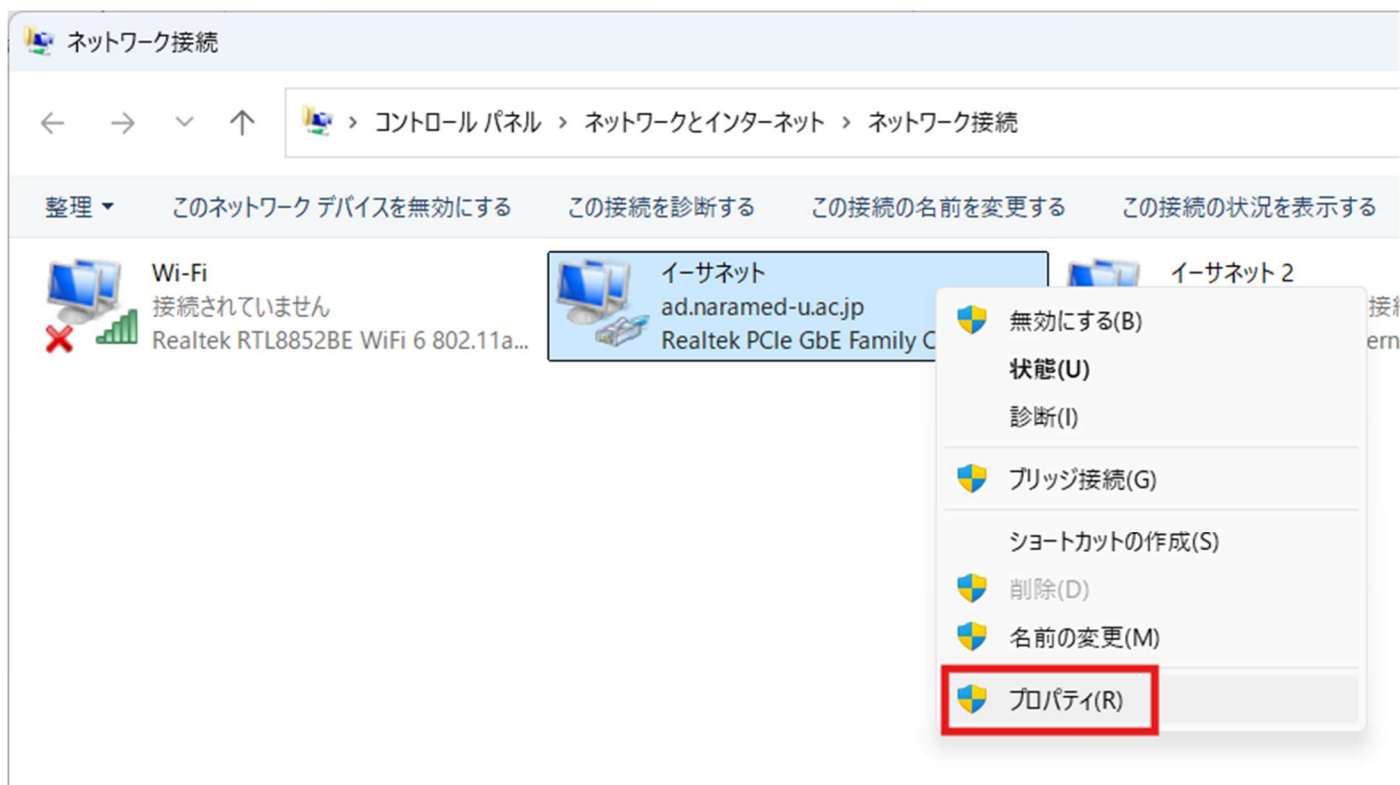 ネットワーク接続
コントロール パネル > ネットワークとインターネット > ネットワーク接続
整理 このネットワーク デバイスを無効にする この接続を診断する この接続の名前を変更する この接続の状況を表示する
Wi-Fi
接続されていません
Realtek RTL8852BE WiFi 6 802.11a...
イーサネット
ad.naramed-u.ac.jp
Realtek PCIe GbE Family
イーサネット 2
無効にする(B)
状態(U)
診断(I)
ブリッジ接続(G)
ショートカットの作成(S)
削除(D)
名前の変更(M)
プロパティ(R)